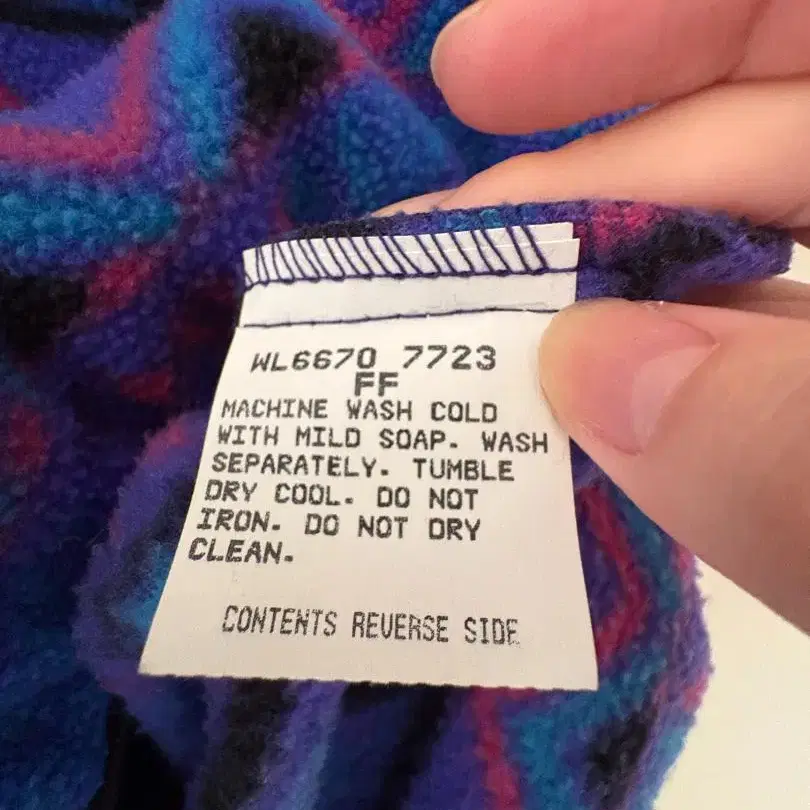 WL6670 7723
FF
MACHINE WASH COLD
WITH MILD SOAP. WASH
SEPARATELY. TUMBLE
DRY COOL. DO NOT
IRON. DO NOT DRY
CLEAN.
CONTENTS REVERSE SIDE